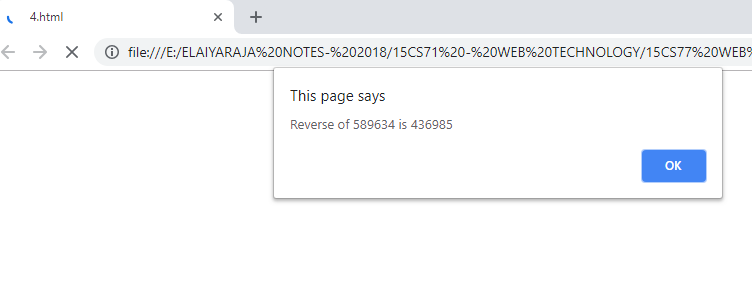 4.html
file:///E:/ELAIYARAJA%20NOTES-%202018/15CS71%20-%20WEB%20TECHNOLOGY/15CS77%20WEB%
This page says
Reverse of 589634 is 436985
OK